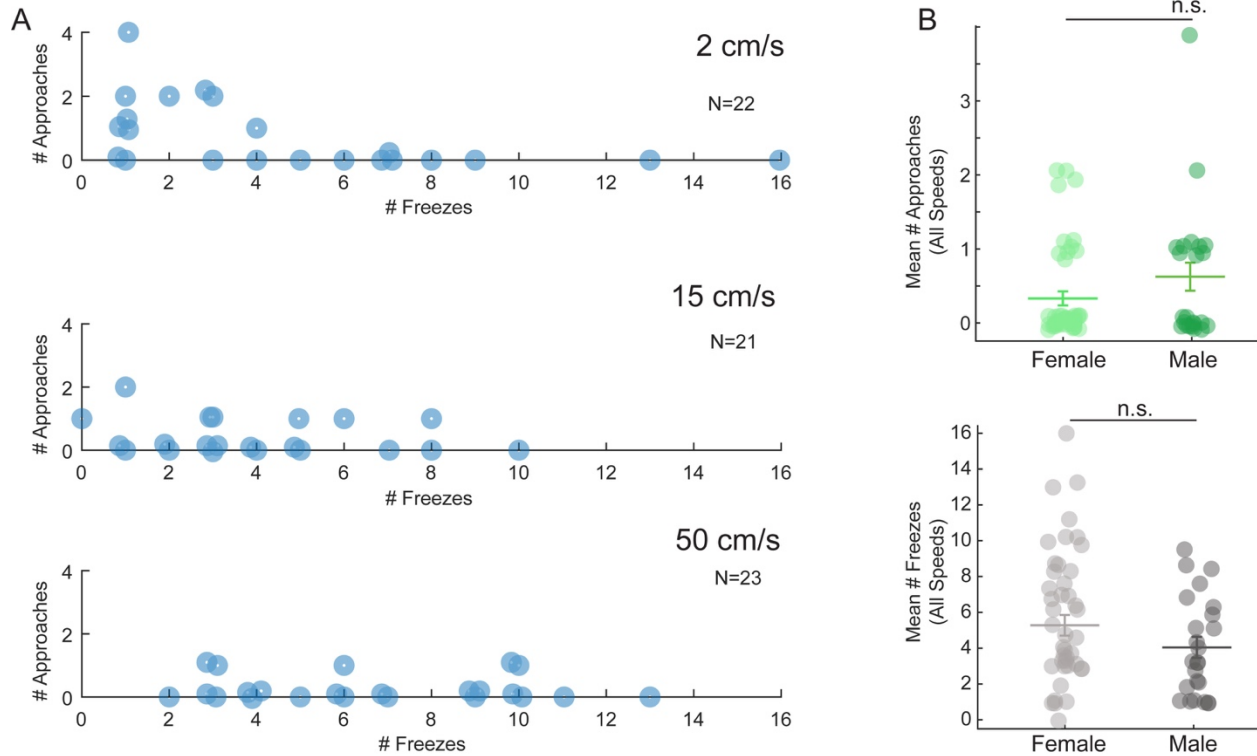 A
4
2
0
# Approaches
2 cm/s
N=22
0 2 4 6 8 10 12 14 16
# Freezes
4
2
0
# Approaches
15 cm/s
N=21
0 2 4 6 8 10 12 14 16
# Freezes
4
2
0
# Approaches
50 cm/s
N=23
0 2 4 6 8 10 12 14 16
# Freezes
B
n.s.
3
2
1
0
Mean # Approaches
(All Speeds)
Female Male
n.s.
16
14
12
10
8
6
4
2
0
Mean # Freezes
(All Speeds)
Female Male